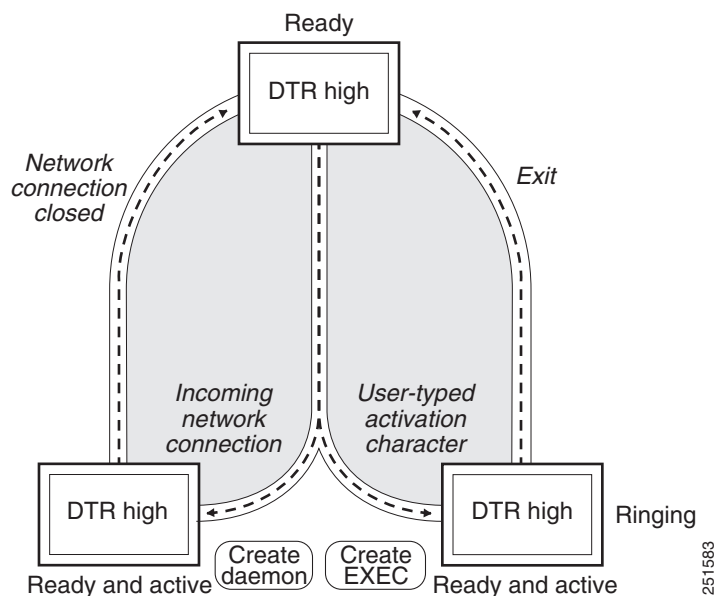 Ready
DTR high
Network
connection
closed
Exit
Incoming
network
connection
User-typed
activation
character
DTR high
DTR high
Ringing
Create
daemon
Create
EXEC
Ready and active
Ready and active
251583